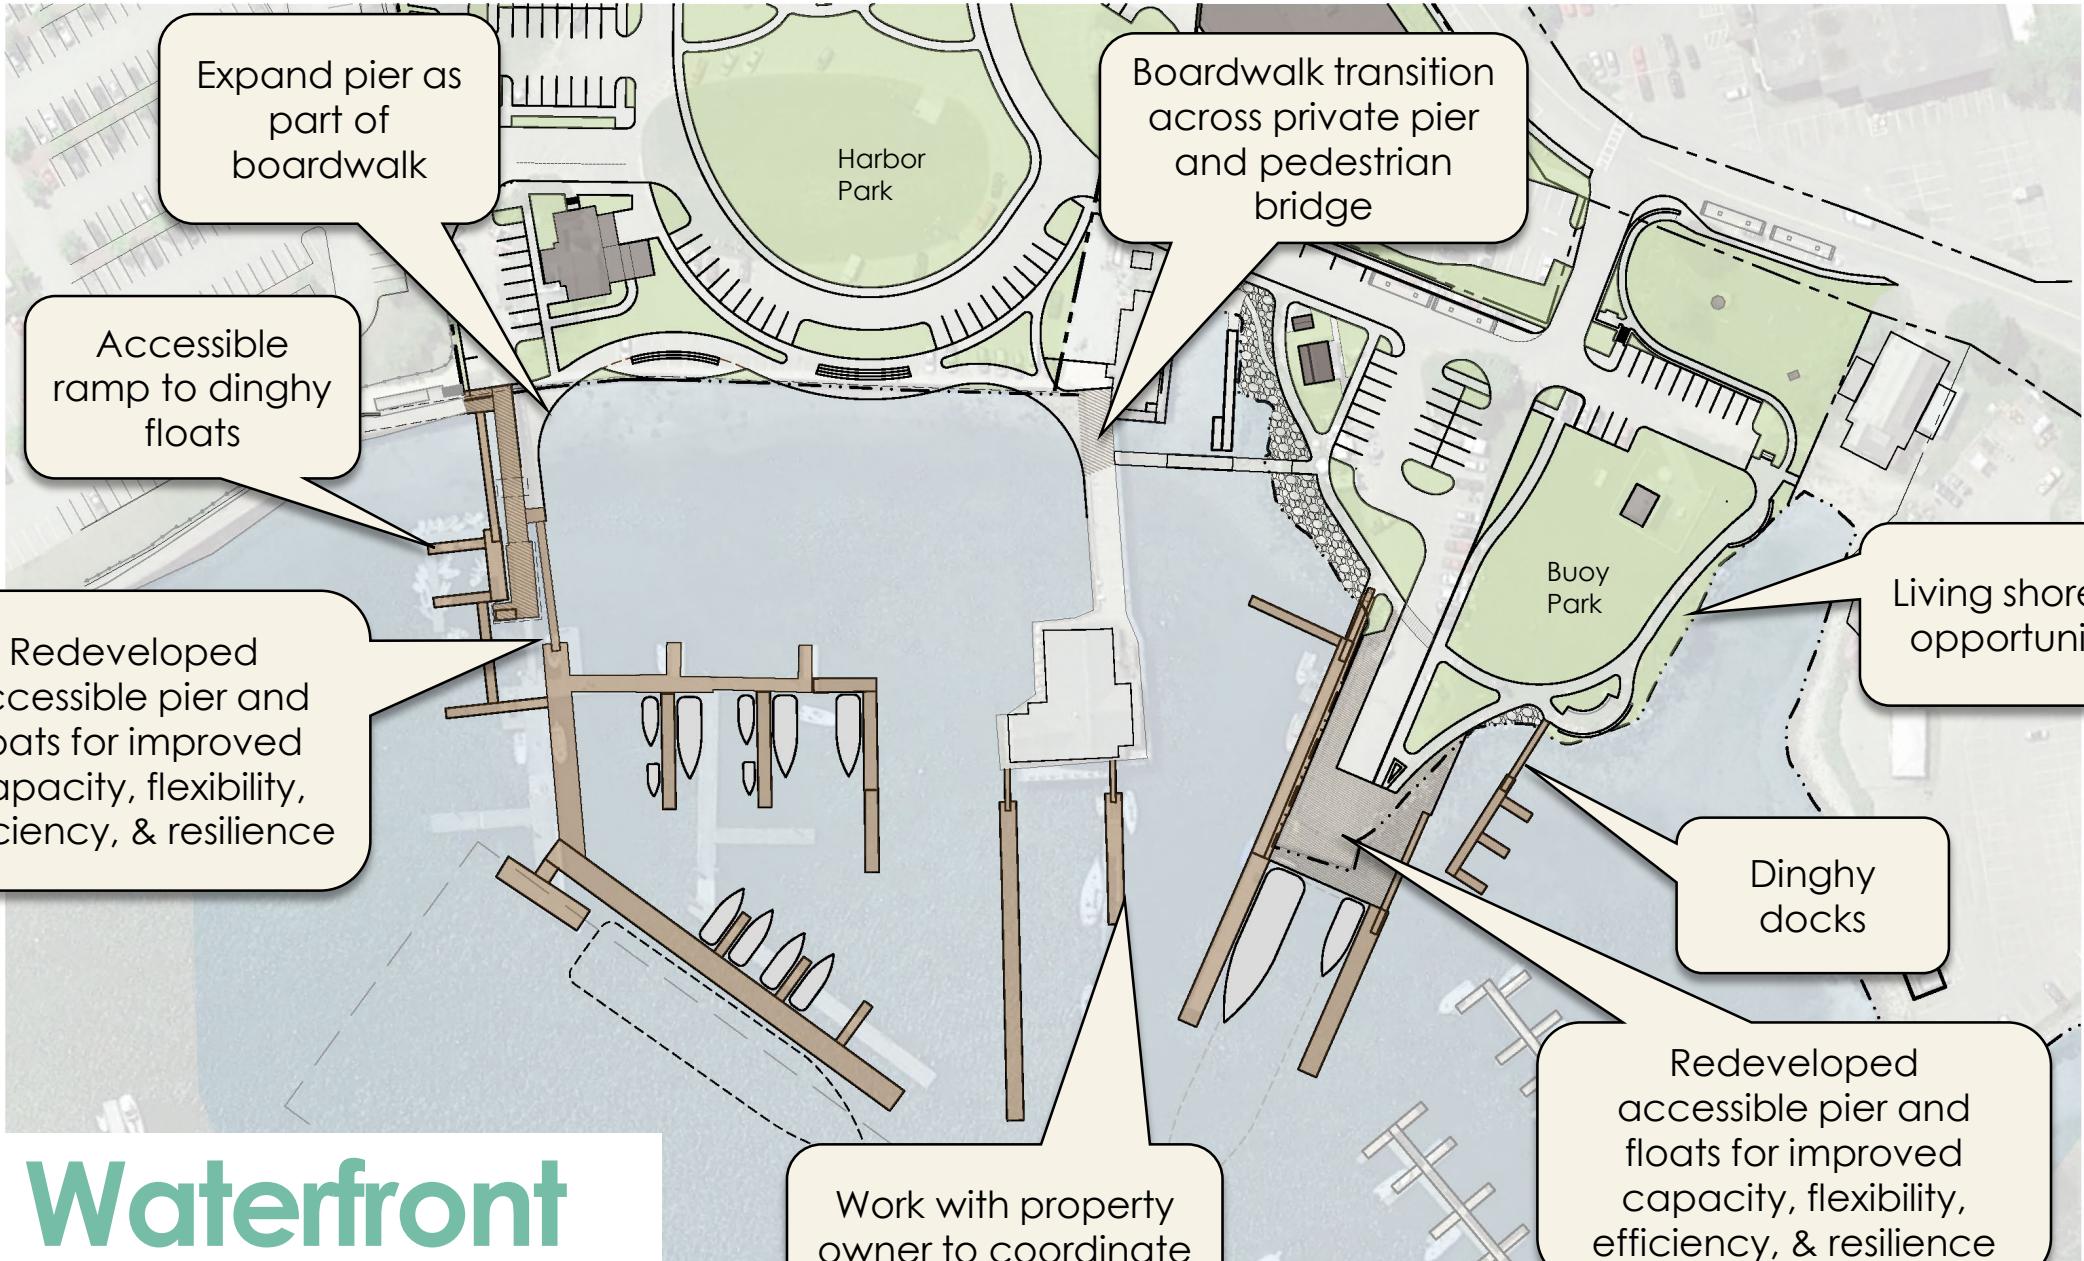 Expand pier as
part of
boardwalk
Boardwalk transition
across private pier
and pedestrian
bridge
Harbor
Park
Accessible
ramp to dinghy
floats
Redeveloped
ccessible pier and
oats for improved
apacity, flexibility,
ciency, & resilience
Buoy
Park
Living shore
opportuni
Dinghy
docks
Redeveloped
accessible pier and
floats for improved
capacity, flexibility,
efficiency, & resilience
Work with property
owner to coordinate
Waterfront